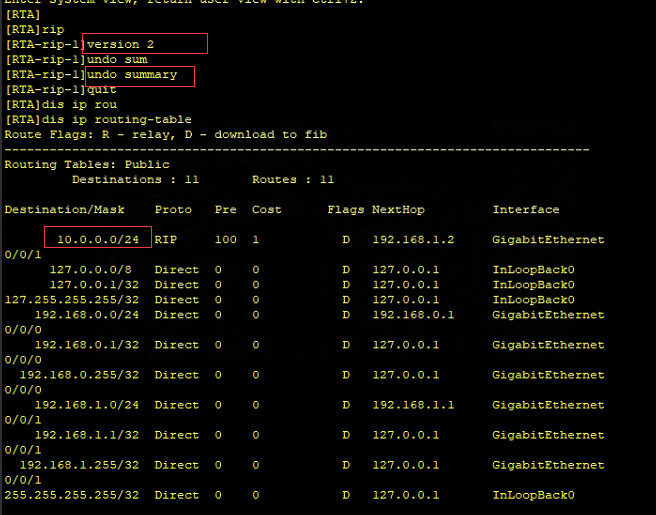 Enter system view, return user view with Ctrl+Z.
[RTA]
[RTA]rip
[RTA-rip-1]version 2
[RTA-rip-1]undo sum
[RTA-rip-1]undo summary
[RTA-rip-1]quit
[RTA]dis ip rou
[RTA]dis ip routing-table
Route Flags: R - relay, D - download to fib
------------------------------------------------------------------------------
Routing Tables: Public
Destinations : 11 Routes : 11
Destination/Mask Proto Pre Cost Flags NextHop Interface
10.0.0.0/24 RIP 100 1 D 192.168.1.2 GigabitEthernet
0/0/1
127.0.0.0/8 Direct 0 0 D 127.0.0.1 InLoopBack0
127.0.0.1/32 Direct 0 0 D 127.0.0.1 InLoopBack0
127.255.255.255/32 Direct 0 0 D 127.0.0.1 InLoopBack0
192.168.0.0/24 Direct 0 0 D 192.168.0.1 GigabitEthernet
0/0/0
192.168.0.1/32 Direct 0 0 D 127.0.0.1 GigabitEthernet
0/0/0
192.168.0.255/32 Direct 0 0 D 127.0.0.1 GigabitEthernet
0/0/0
192.168.1.0/24 Direct 0 0 D 192.168.1.1 GigabitEthernet
0/0/1
192.168.1.1/32 Direct 0 0 D 127.0.0.1 GigabitEthernet
0/0/1
192.168.1.255/32 Direct 0 0 D 127.0.0.1 GigabitEthernet
0/0/1
255.255.255.255/32 Direct 0 0 D 127.0.0.1 InLoopBack0